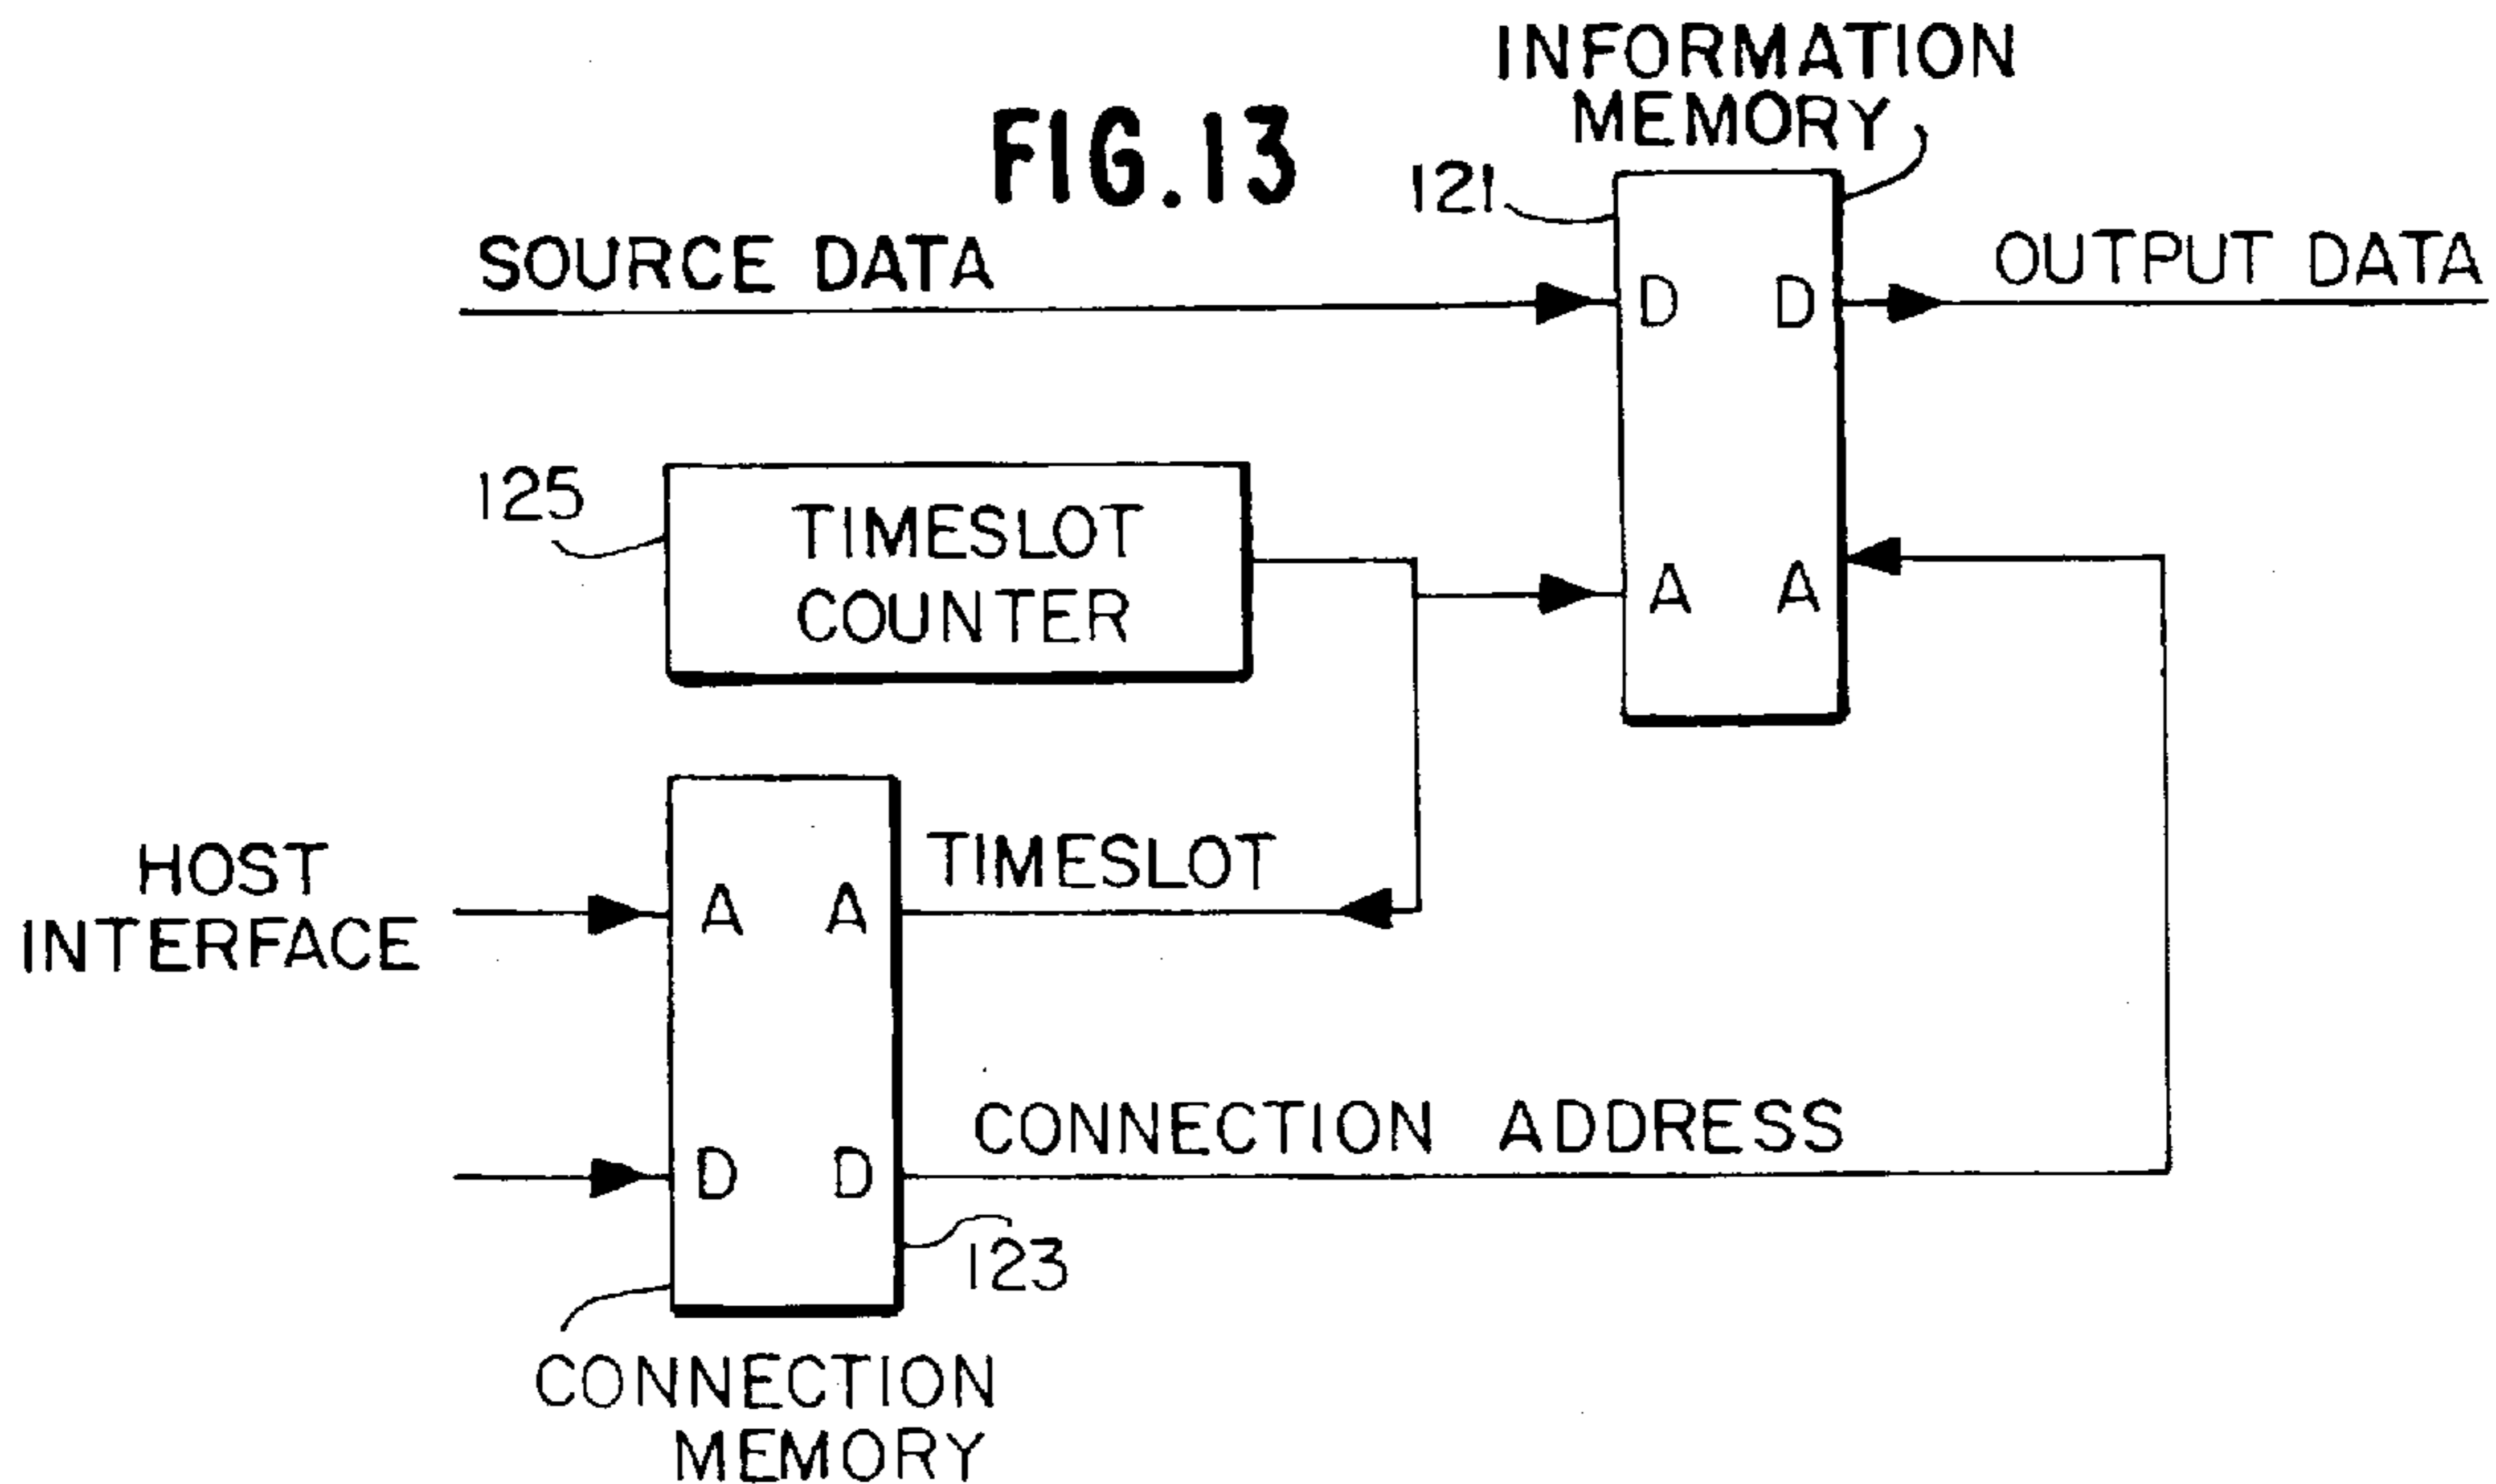 INFORMATION
MEMORY
FIG.13
121
SOURCE DATA
OUTPUT DATA
D D
125
TIMESLOT
COUNTER
A A
HOST
INTERFACE
TIMESLOT
A A
CONNECTION ADDRESS
D D
123
CONNECTION
MEMORY